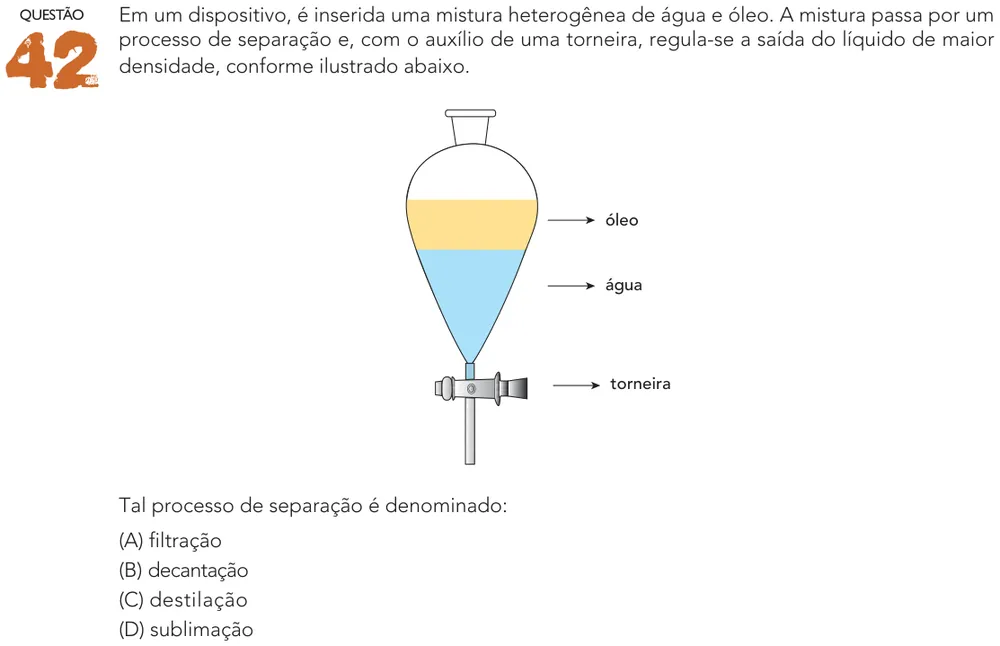 QUESTÃO
42
Em um dispositivo, é inserida uma mistura heterogênea de água e óleo. A mistura passa por um
processo de separação e, com o auxílio de uma torneira, regula-se a saída do líquido de maior
densidade, conforme ilustrado abaixo.
óleo
água
torneira
Tal processo de separação é denominado:
(A) filtração
(B) decantação
(C) destilação
(D) sublimação